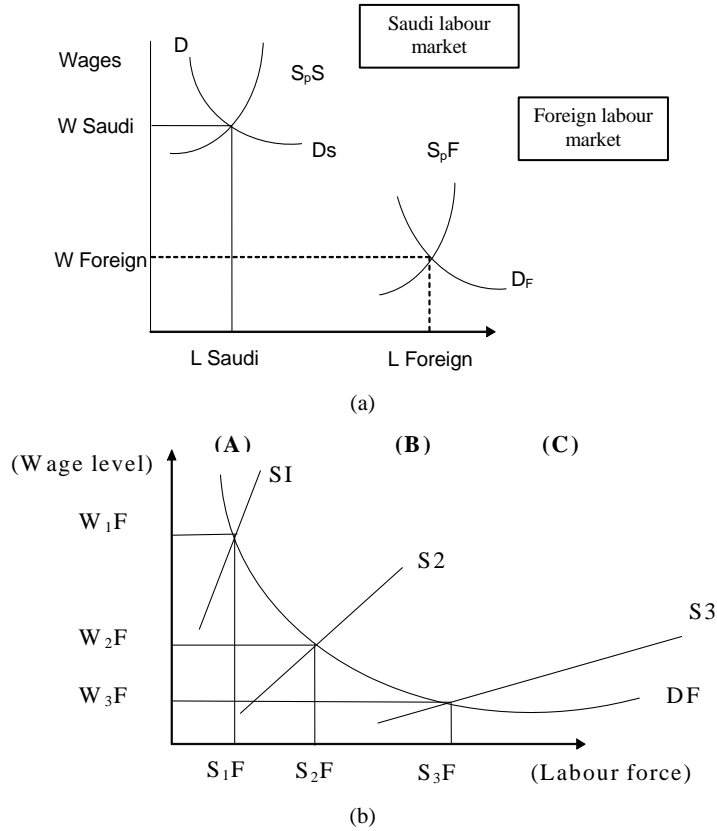 D
Saudi labour
market
Wages
SₚS
W Saudi
Foreign labour
market
Ds
SₚF
W Foreign
D_F
L Saudi
L Foreign
(a)
(A)
(B)
(C)
(Wage level)
SI
W₁F
S2
S3
W₂F
W₃F
DF
S₁F
S₂F
S₃F
(Labour force)
(b)